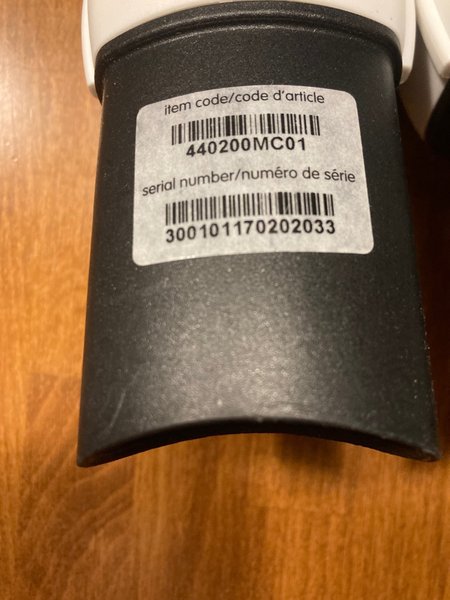 item code/code d'article
440200MC01
serial number/numéro de série
300101170202033